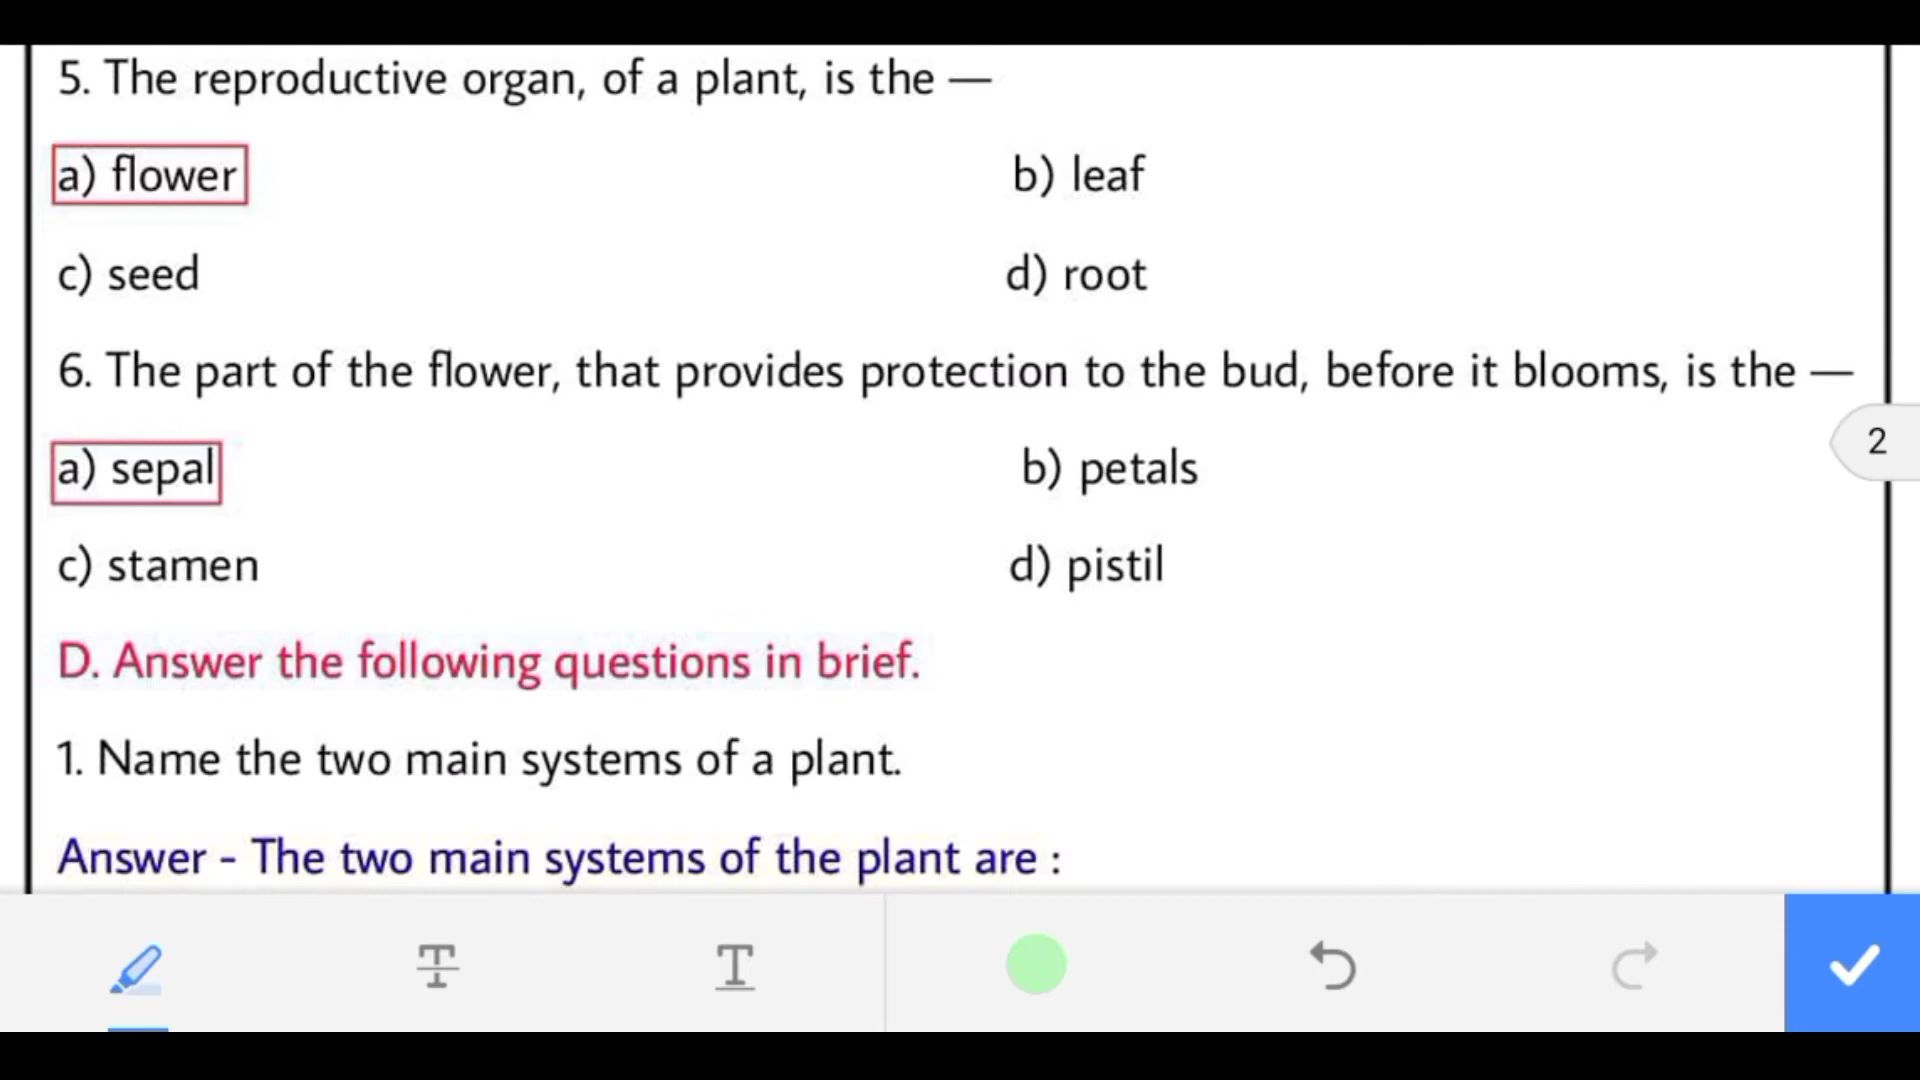 5. The reproductive organ, of a plant, is the —
a) flower b) leaf
c) seed d) root
6. The part of the flower, that provides protection to the bud, before it blooms, is the —
2
a) sepal b) petals
c) stamen d) pistil
D. Answer the following questions in brief.
1. Name the two main systems of a plant.
Answer - The two main systems of the plant are :
T T